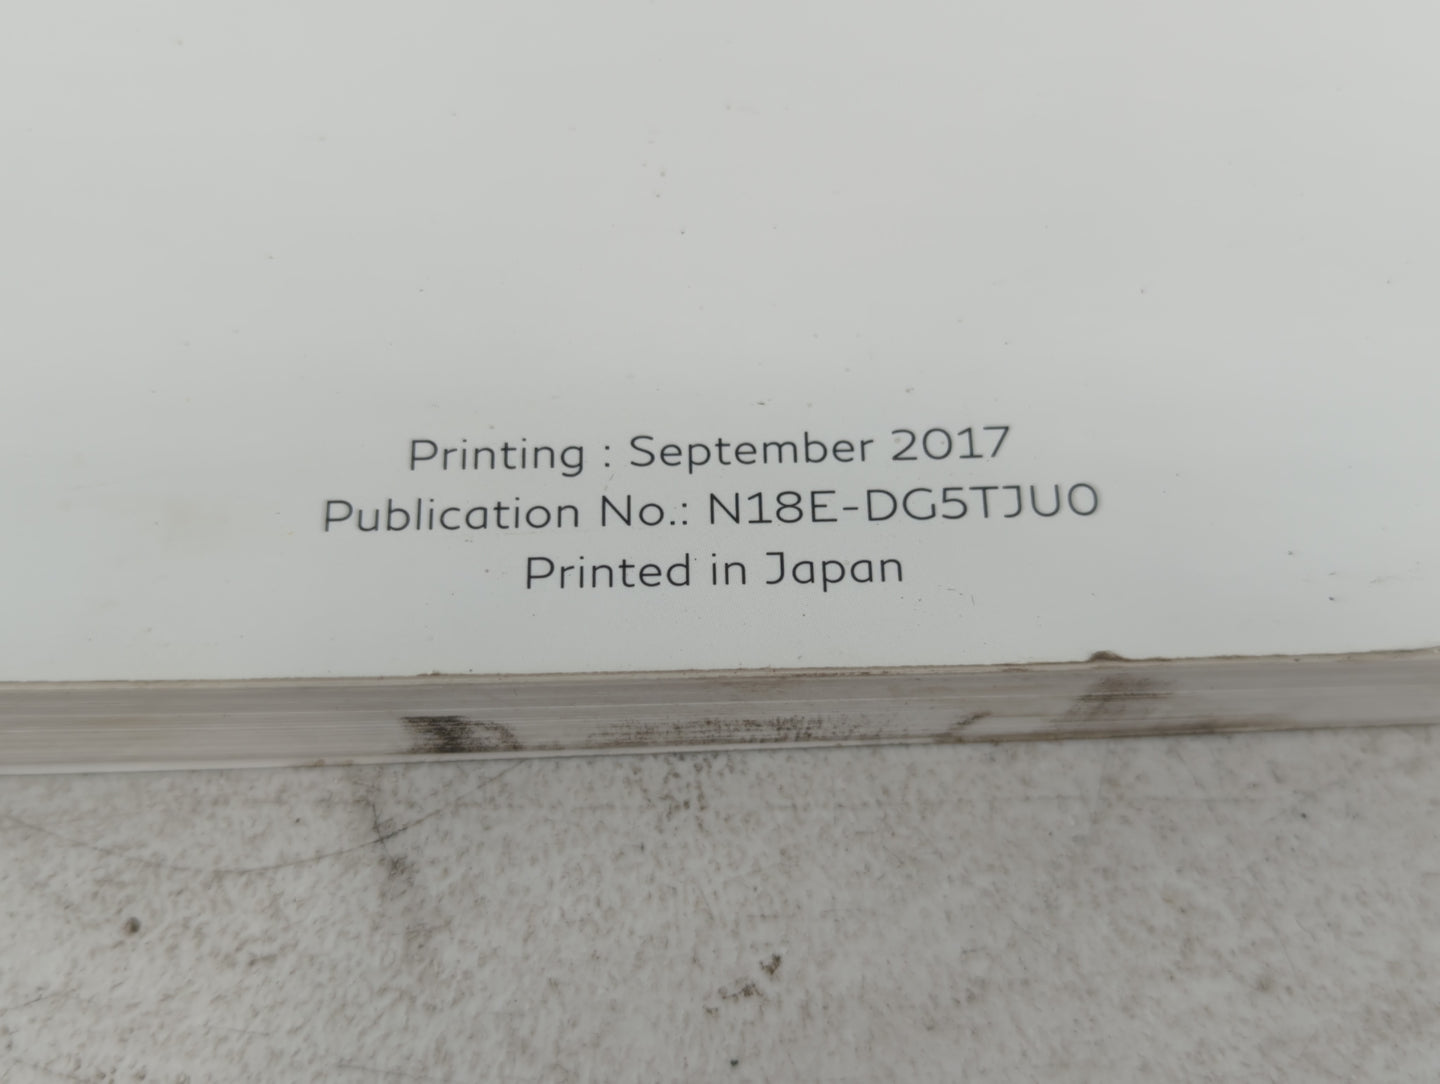 Printing : September 2017
Publication No.: N18E-DG5TJU0
Printed in Japan